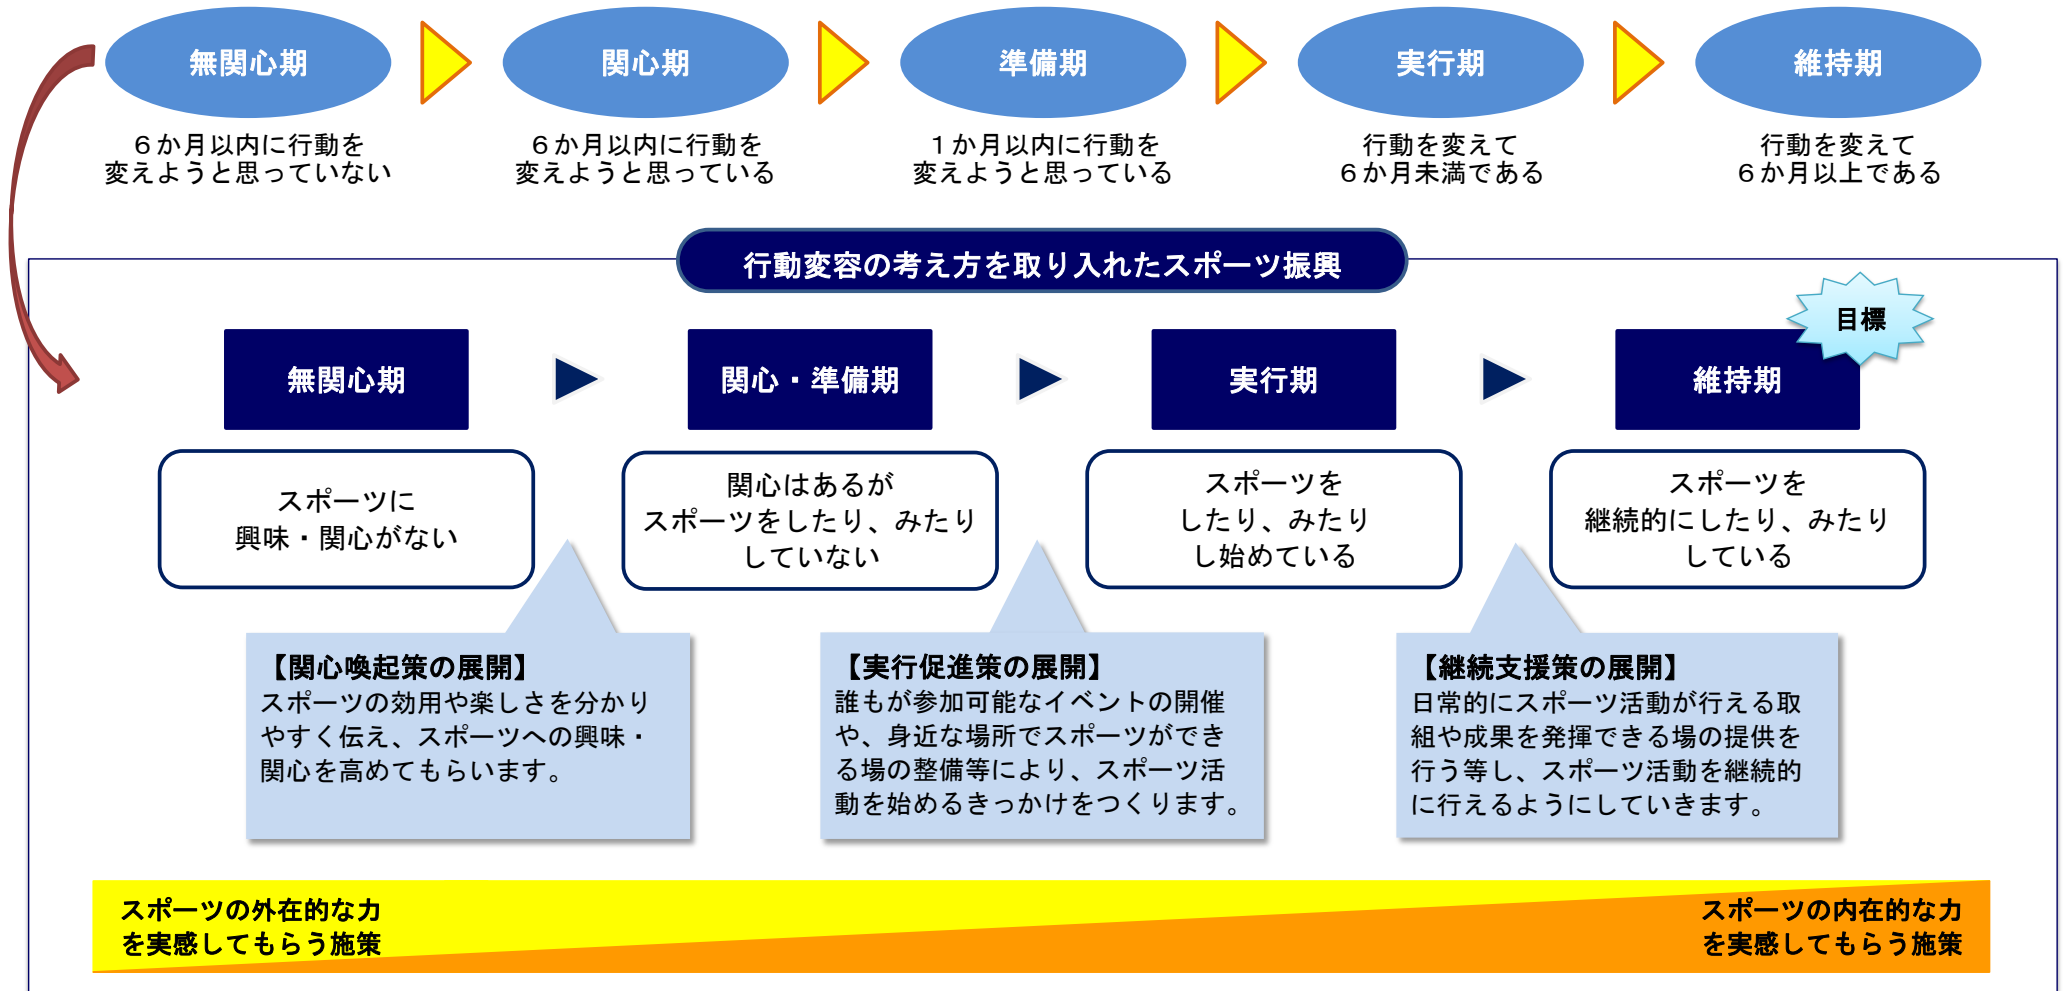 無関心期
関心期
準備期
実行期
維持期
６か月以内に行動を
変えようと思っていない
６か月以内に行動を
変えようと思っている
１か月以内に行動を
変えようと思っている
行動を変えて
６か月未満である
行動を変えて
６か月以上である
行動変容の考え方を取り入れたスポーツ振興
目標
無関心期
関心・準備期
実行期
維持期
スポーツに
興味・関心がない
関心はあるが
スポーツをしたり、みたり
していない
スポーツを
したり、みたり
し始めている
スポーツを
継続的にしたり、みたり
している
【関心喚起策の展開】
スポーツの効用や楽しさを分かり
やすく伝え、スポーツへの興味・
関心を高めてもらいます。
【実行促進策の展開】
誰もが参加可能なイベントの開催
や、身近な場所でスポーツができ
る場の整備等により、スポーツ活
動を始めるきっかけをつくります。
【継続支援策の展開】
日常的にスポーツ活動が行える取
組や成果を発揮できる場の提供を
行う等し、スポーツ活動を継続的
に行えるようにしていきます。
スポーツの外在的な力
を実感してもらう施策
スポーツの内在的な力
を実感してもらう施策